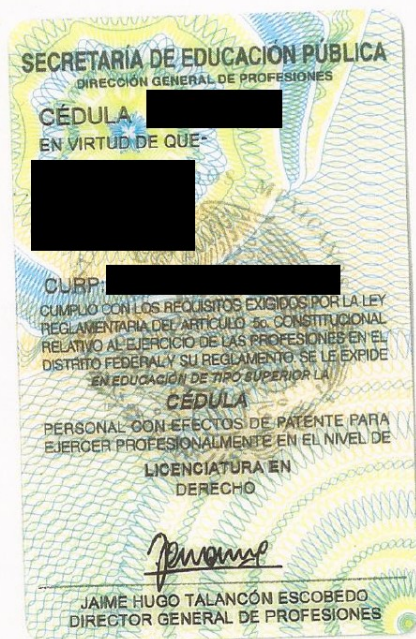 SECRETARÍA DE EDUCACIÓN PÚBLICA
DIRECCIÓN GENERAL DE PROFESIONES
CÉDULA
EN VIRTUD DE QUE
CURP:
CUMPLIÓ CON LOS REQUISITOS EXIGIDOS POR LA LEY
REGLAMENTARIA DEL ARTÍCULO 5o. CONSTITUCIONAL
RELATIVO AL EJERCICIO DE LAS PROFESIONES EN EL
DISTRITO FEDERAL Y SU REGLAMENTO SE LE EXPIDE
EN EDUCACIÓN DE TIPO SUPERIOR LA
CÉDULA
PERSONAL CON EFECTOS DE PATENTE PARA
EJERCER PROFESIONALMENTE EN EL NIVEL DE
LICENCIATURA EN
DERECHO
JAIME HUGO TALANCÓN ESCOBEDO
DIRECTOR GENERAL DE PROFESIONES